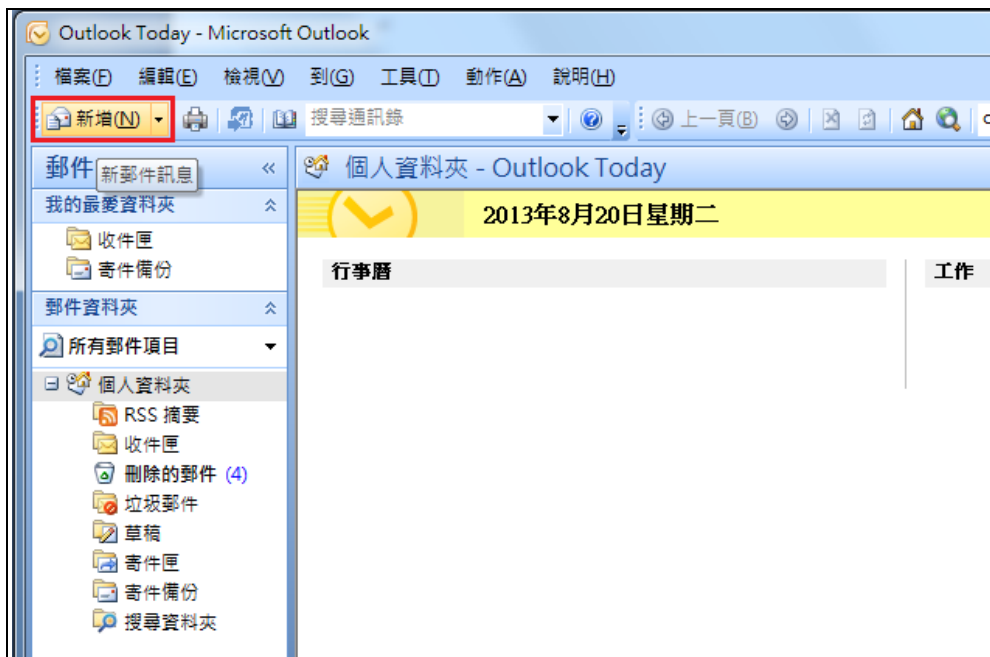 Outlook Today - Microsoft Outlook
檔案(F) 編輯(E) 檢視(V) 到(G) 工具(T) 動作(A) 說明(H)
新增(N) 搜尋通訊錄 上一頁(B)
郵件
新郵件訊息
個人資料夾 - Outlook Today
我的最愛資料夾
2013年8月20日星期二
收件匣
寄件備份
行事曆
工作
郵件資料夾
所有郵件項目
個人資料夾
RSS 摘要
收件匣
刪除的郵件 (4)
垃圾郵件
草稿
寄件匣
寄件備份
搜尋資料夾